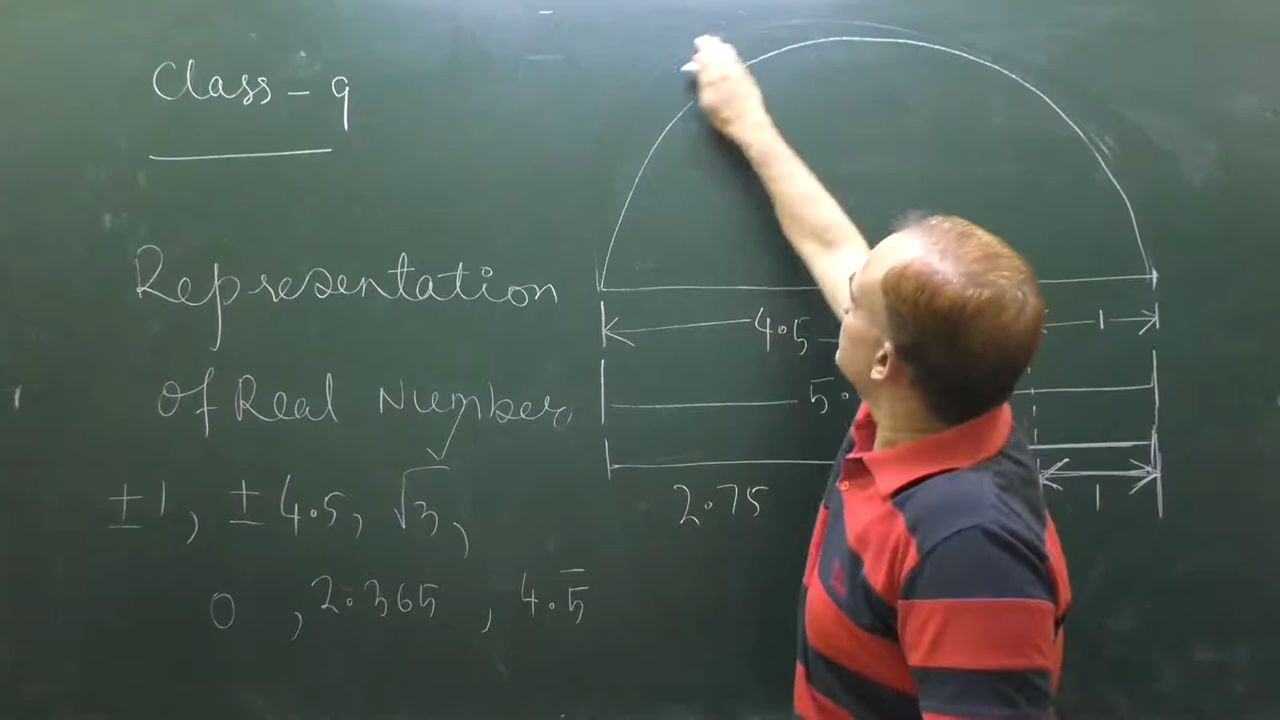 Class - 9
Representation
Of Real Number
±1, ±4.5, √3,
0, 2.365, 4.5̅
4.5
1
5.
2.75
1